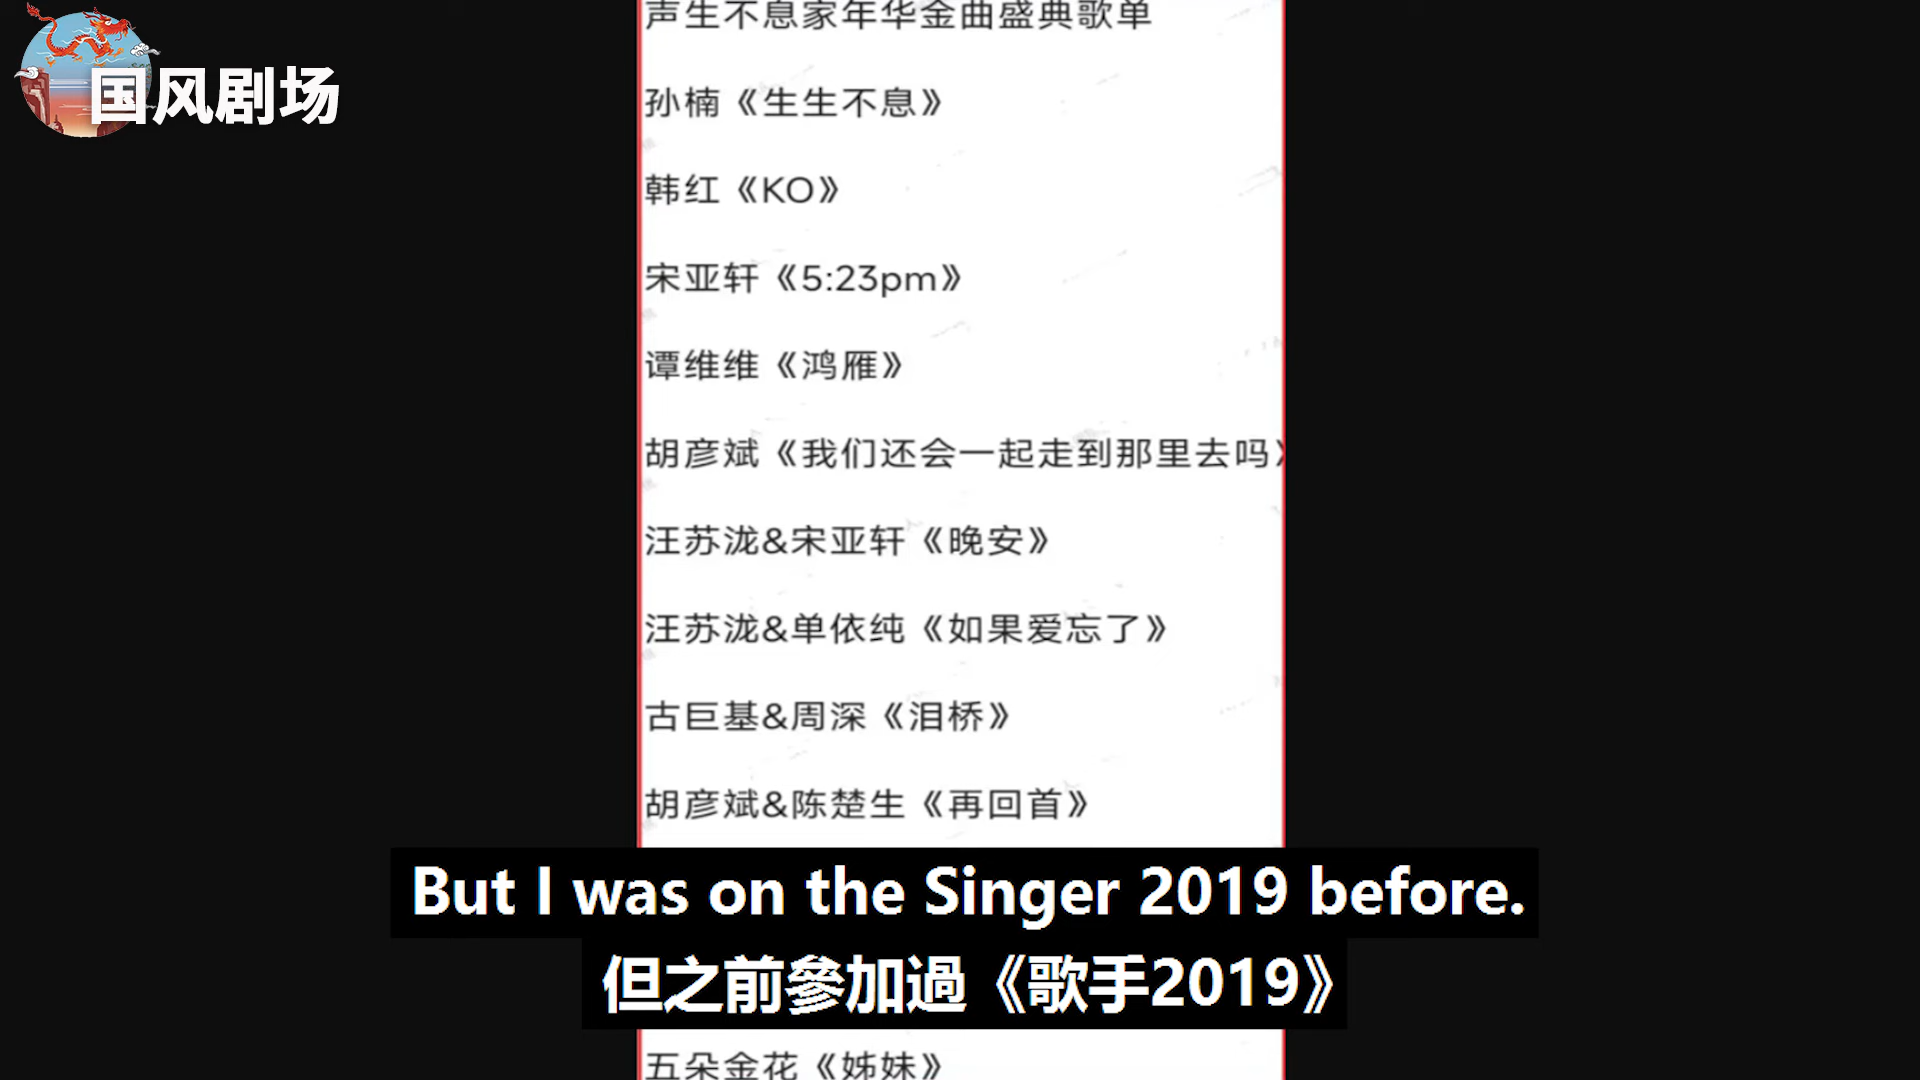 声生不息家年华金曲盛典歌单
国风剧场
孙楠《生生不息》
韩红《KO》
宋亚轩《5:23pm》
谭维维《鸿雁》
胡彦斌《我们还会一起走到那里去吗》
汪苏泷&宋亚轩《晚安》
汪苏泷&单依纯《如果爱忘了》
古巨基&周深《泪桥》
胡彦斌&陈楚生《再回首》
But I was on the Singer 2019 before.
但之前參加過《歌手2019》
五朵金花《姊妹》